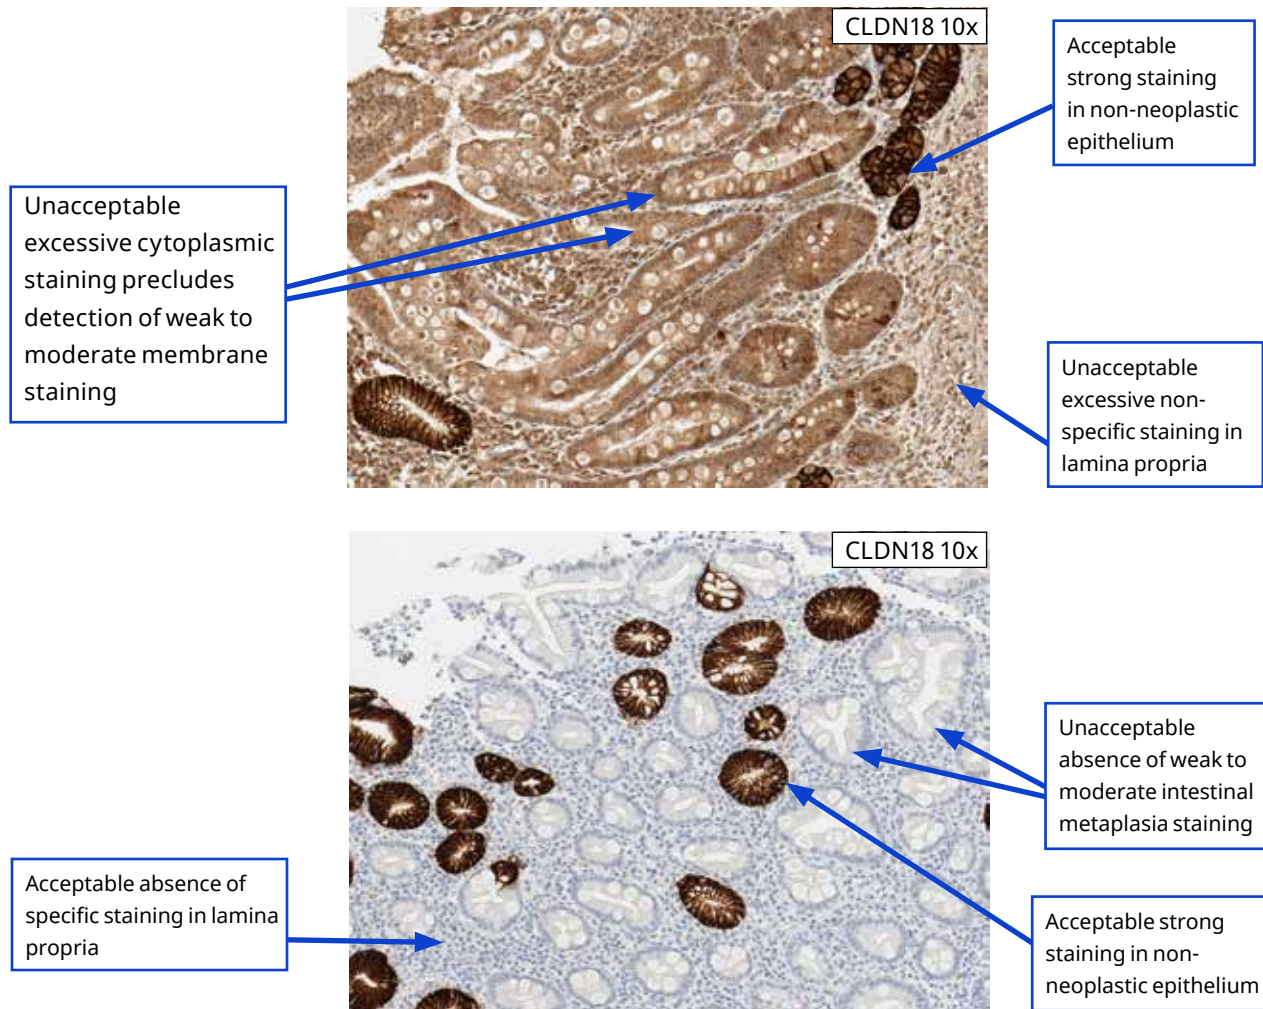 CLDN18 10x
Acceptable
strong staining
in non-neoplastic
epithelium
Unacceptable
excessive cytoplasmic
staining precludes
detection of weak to
moderate membrane
staining
Unacceptable
excessive non-
specific staining in
lamina propria
CLDN18 10x
Unacceptable
absence of weak to
moderate intestinal
metaplasia staining
Acceptable absence of
specific staining in lamina
propria
Acceptable strong
staining in non-
neoplastic epithelium